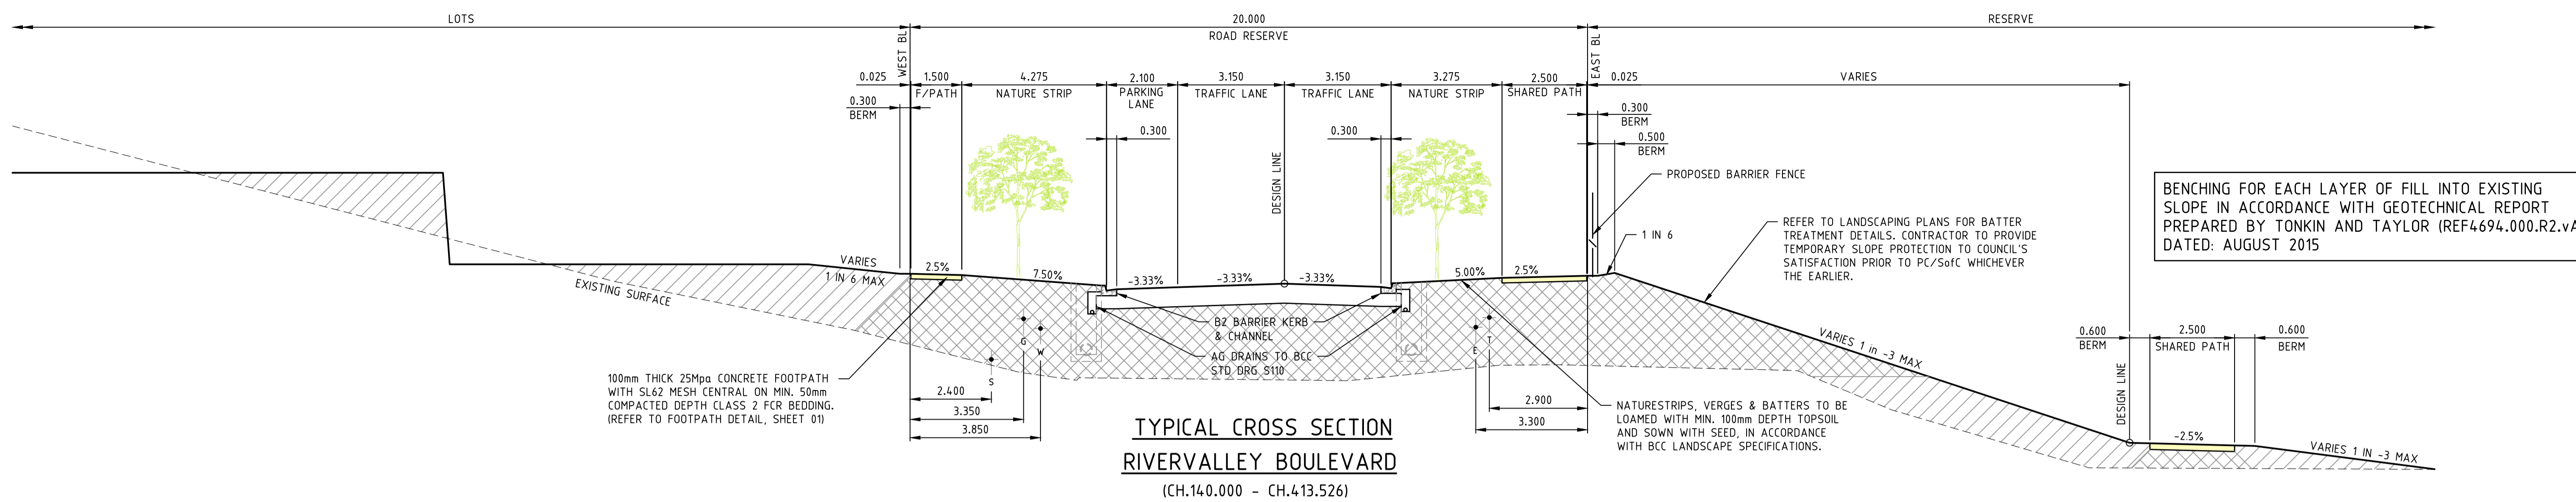 LOTS
20.000
ROAD RESERVE
RESERVE
WEST BL
EAST BL
0.025
1.500
F/PATH
4.275
NATURE STRIP
2.100
PARKING
LANE
3.150
TRAFFIC LANE
3.150
TRAFFIC LANE
3.275
NATURE STRIP
2.500
SHARED PATH
0.025
VARIES
0.300
BERM
0.300
0.300
0.300
BERM
0.500
BERM
DESIGN LINE
PROPOSED BARRIER FENCE
1 IN 6
REFER TO LANDSCAPING PLANS FOR BATTER
TREATMENT DETAILS. CONTRACTOR TO PROVIDE
TEMPORARY SLOPE PROTECTION TO COUNCIL'S
SATISFACTION PRIOR TO PC/SofC WHICHEVER
THE EARLIER.
BENCHING FOR EACH LAYER OF FILL INTO EXISTING
SLOPE IN ACCORDANCE WITH GEOTECHNICAL REPORT
PREPARED BY TONKIN AND TAYLOR (REF4694.000.R2.vA
DATED: AUGUST 2015
VARIES
1 IN 6 MAX
EXISTING SURFACE
2.5%
7.50%
-3.33%
-3.33%
-3.33%
5.00%
2.5%
B2 BARRIER KERB
& CHANNEL
AG DRAINS TO BCC
STD DRG S110
G
W
S
E
T
VARIES 1 in -3 MAX
0.600
BERM
2.500
SHARED PATH
0.600
BERM
DESIGN LINE
-2.5%
VARIES 1 IN -3 MAX
100mm THICK 25Mpa CONCRETE FOOTPATH
WITH SL62 MESH CENTRAL ON MIN. 50mm
COMPACTED DEPTH CLASS 2 FCR BEDDING.
(REFER TO FOOTPATH DETAIL, SHEET 01)
2.400
3.350
3.850
2.900
3.300
NATURESTRIPS, VERGES & BATTERS TO BE
LOAMED WITH MIN. 100mm DEPTH TOPSOIL
AND SOWN WITH SEED, IN ACCORDANCE
WITH BCC LANDSCAPE SPECIFICATIONS.
TYPICAL CROSS SECTION
RIVERVALLEY BOULEVARD
(CH.140.000 - CH.413.526)